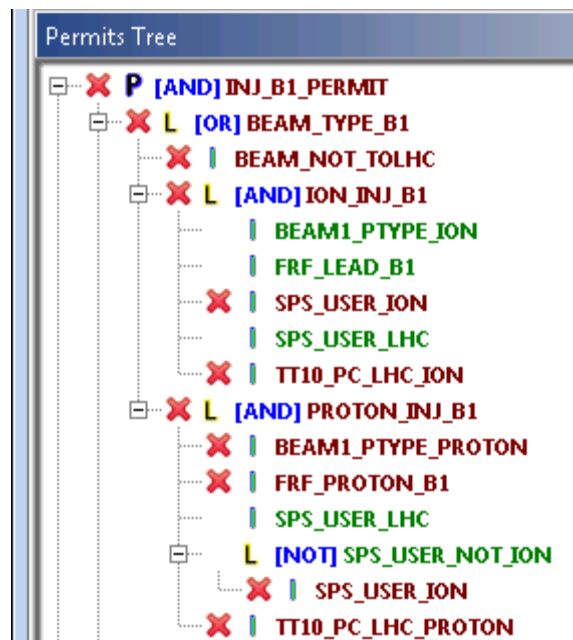 Permits Tree
P [AND] INJ_B1_PERMIT
L [OR] BEAM_TYPE_B1
BEAM_NOT_TOLHC
L [AND] ION_INJ_B1
BEAM1_PTYPE_ION
FRF_LEAD_B1
SPS_USER_ION
SPS_USER_LHC
TT10_PC_LHC_ION
L [AND] PROTON_INJ_B1
BEAM1_PTYPE_PROTON
FRF_PROTON_B1
SPS_USER_LHC
L [NOT] SPS_USER_NOT_ION
SPS_USER_ION
TT10_PC_LHC_PROTON